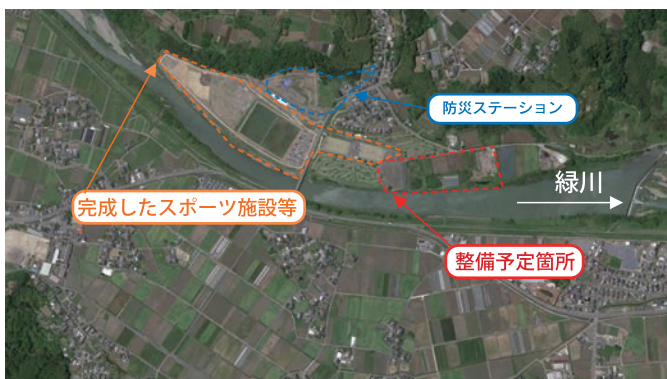 防災ステーション
緑川
完成したスポーツ施設等
整備予定箇所